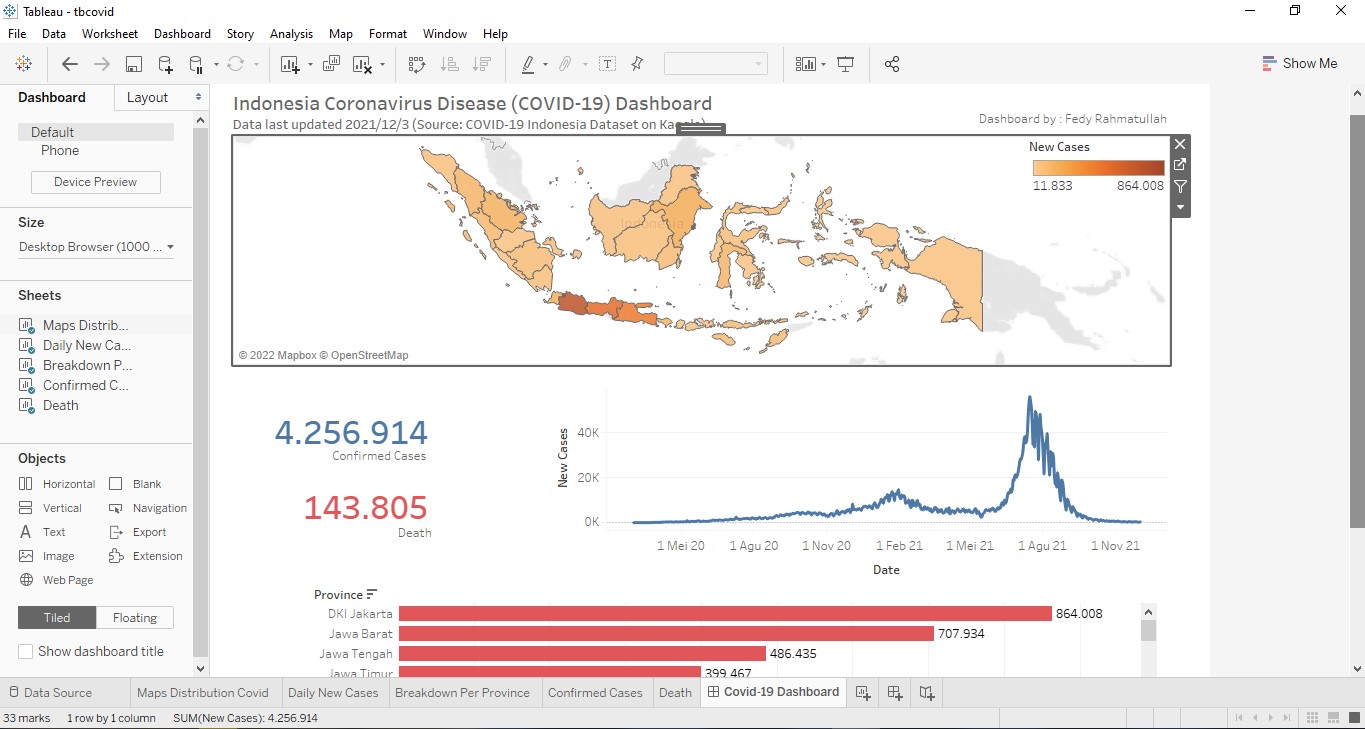 Tableau - tbcovid
File Data Worksheet Dashboard Story Analysis Map Format Window Help
Show Me
Dashboard Layout
Default
Phone
Device Preview
Size
Desktop Browser (1000 ...
Sheets
Maps Distrib...
Daily New Ca...
Breakdown P...
Confirmed C...
Death
Objects
Horizontal Blank
Vertical Navigation
Text Export
Image Extension
Web Page
Tiled Floating
Show dashboard title
Indonesia Coronavirus Disease (COVID-19) Dashboard
Data last updated 2021/12/3 (Source: COVID-19 Indonesia Dataset on
Dashboard by : Fedy Rahmatullah
New Cases
11.833 864.008
Indonesia
© 2022 Mapbox © OpenStreetMap
4.256.914
Confirmed Cases
143.805
Death
New Cases
40K
20K
0K
1 Mei 20 1 Agu 20 1 Nov 20 1 Feb 21 1 Mei 21 1 Agu 21 1 Nov 21
Date
Province
DKI Jakarta 864.008
Jawa Barat 707.934
Jawa Tengah 486.435
Jawa Timur 399.467
Data Source Maps Distribution Covid Daily New Cases Breakdown Per Province Confirmed Cases Death Covid-19 Dashboard
33 marks 1 row by 1 column SUM(New Cases): 4.256.914